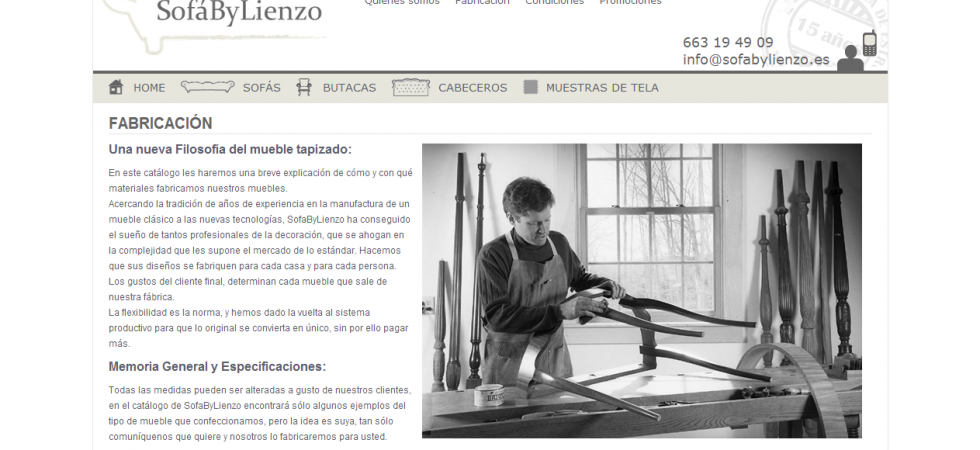 SofáByLienzo
Quienes somos Fabricación Condiciones Promociones
15 años
663 19 49 09
info@sofabylienzo.es
HOME SOFÁS BUTACAS CABECEROS MUESTRAS DE TELA
FABRICACIÓN
Una nueva Filosofia del mueble tapizado:
En este catálogo les haremos una breve explicación de cómo y con qué
materiales fabricamos nuestros muebles.
Acercando la tradición de años de experiencia en la manufactura de un
mueble clásico a las nuevas tecnologías, SofaByLienzo ha conseguido
el sueño de tantos profesionales de la decoración, que se ahogan en
la complejidad que les supone el mercado de lo estándar. Hacemos
que sus diseños se fabriquen para cada casa y para cada persona.
Los gustos del cliente final, determinan cada mueble que sale de
nuestra fábrica.
La flexibilidad es la norma, y hemos dado la vuelta al sistema
productivo para que lo original se convierta en único, sin por ello pagar
más.
Memoria General y Especificaciones:
Todas las medidas pueden ser alteradas a gusto de nuestros clientes,
en el catálogo de SofaByLienzo encontrará sólo algunos ejemplos del
tipo de mueble que confeccionamos, pero la idea es suya, tan sólo
comuníquenos que quiere y nosotros lo fabricaremos para usted.